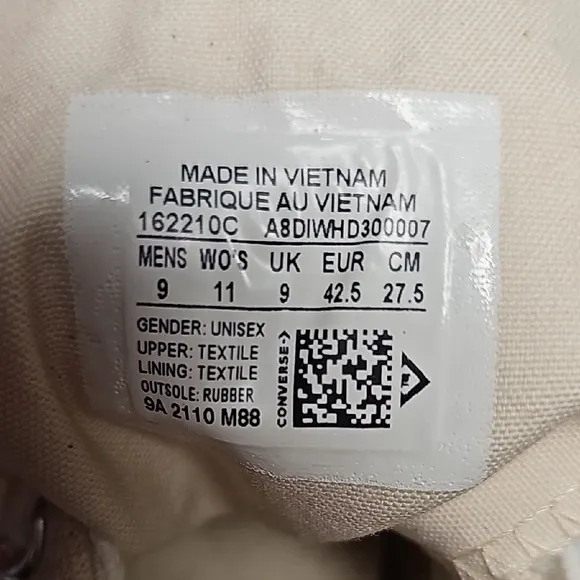 MADE IN VIETNAM
FABRIQUE AU VIETNAM
162210C A8DIWHD300007
MENS WO'S UK EUR CM
9 11 9 42.5 27.5
GENDER: UNISEX
UPPER: TEXTILE
LINING: TEXTILE
OUTSOLE: RUBBER
9A 2110 M88
CONVERSE
E